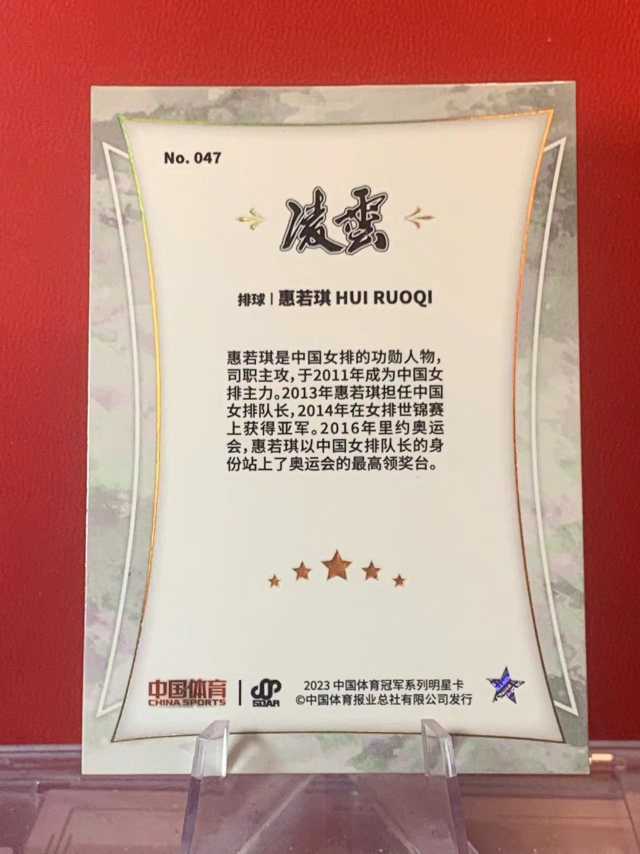 No. 047
凌雲
排球 | 惠若琪 HUI RUOQI
惠若琪是中国女排的功勋人物，
司职主攻，于2011年成为中国女
排主力。2013年惠若琪担任中国
女排队长，2014年在女排世锦赛
上获得亚军。2016年里约奥运
会，惠若琪以中国女排队长的身
份站上了奥运会的最高领奖台。
中国体育
CHINA SPORTS
SOAR
2023 中国体育冠军系列明星卡
©中国体育报业总社有限公司发行